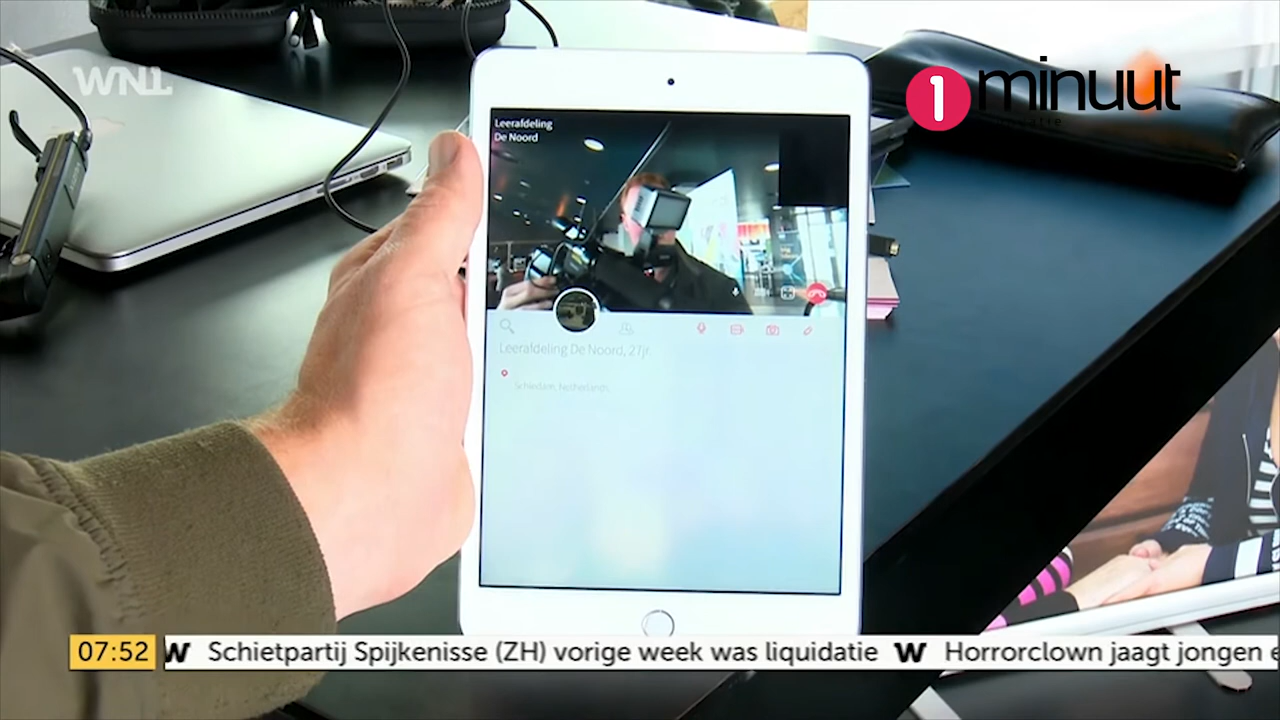 WNL
1 minuut
Leerafdeling
De Noord
Leerafdeling De Noord, 27jr.
Schiedam, Netherlands
07:52 W Schietpartij Spijkenisse (ZH) vorige week was liquidatie W Horrorclown jaagt jongen e